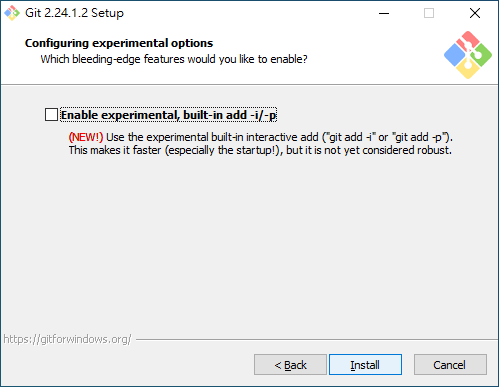 Git 2.24.1.2 Setup
Configuring experimental options
Which bleeding-edge features would you like to enable?
Enable experimental, built-in add -i/-p
(NEW!) Use the experimental built-in interactive add ("git add -i" or "git add -p").
This makes it faster (especially the startup!), but it is not yet considered robust.
https://gitforwindows.org/
< Back
Install
Cancel